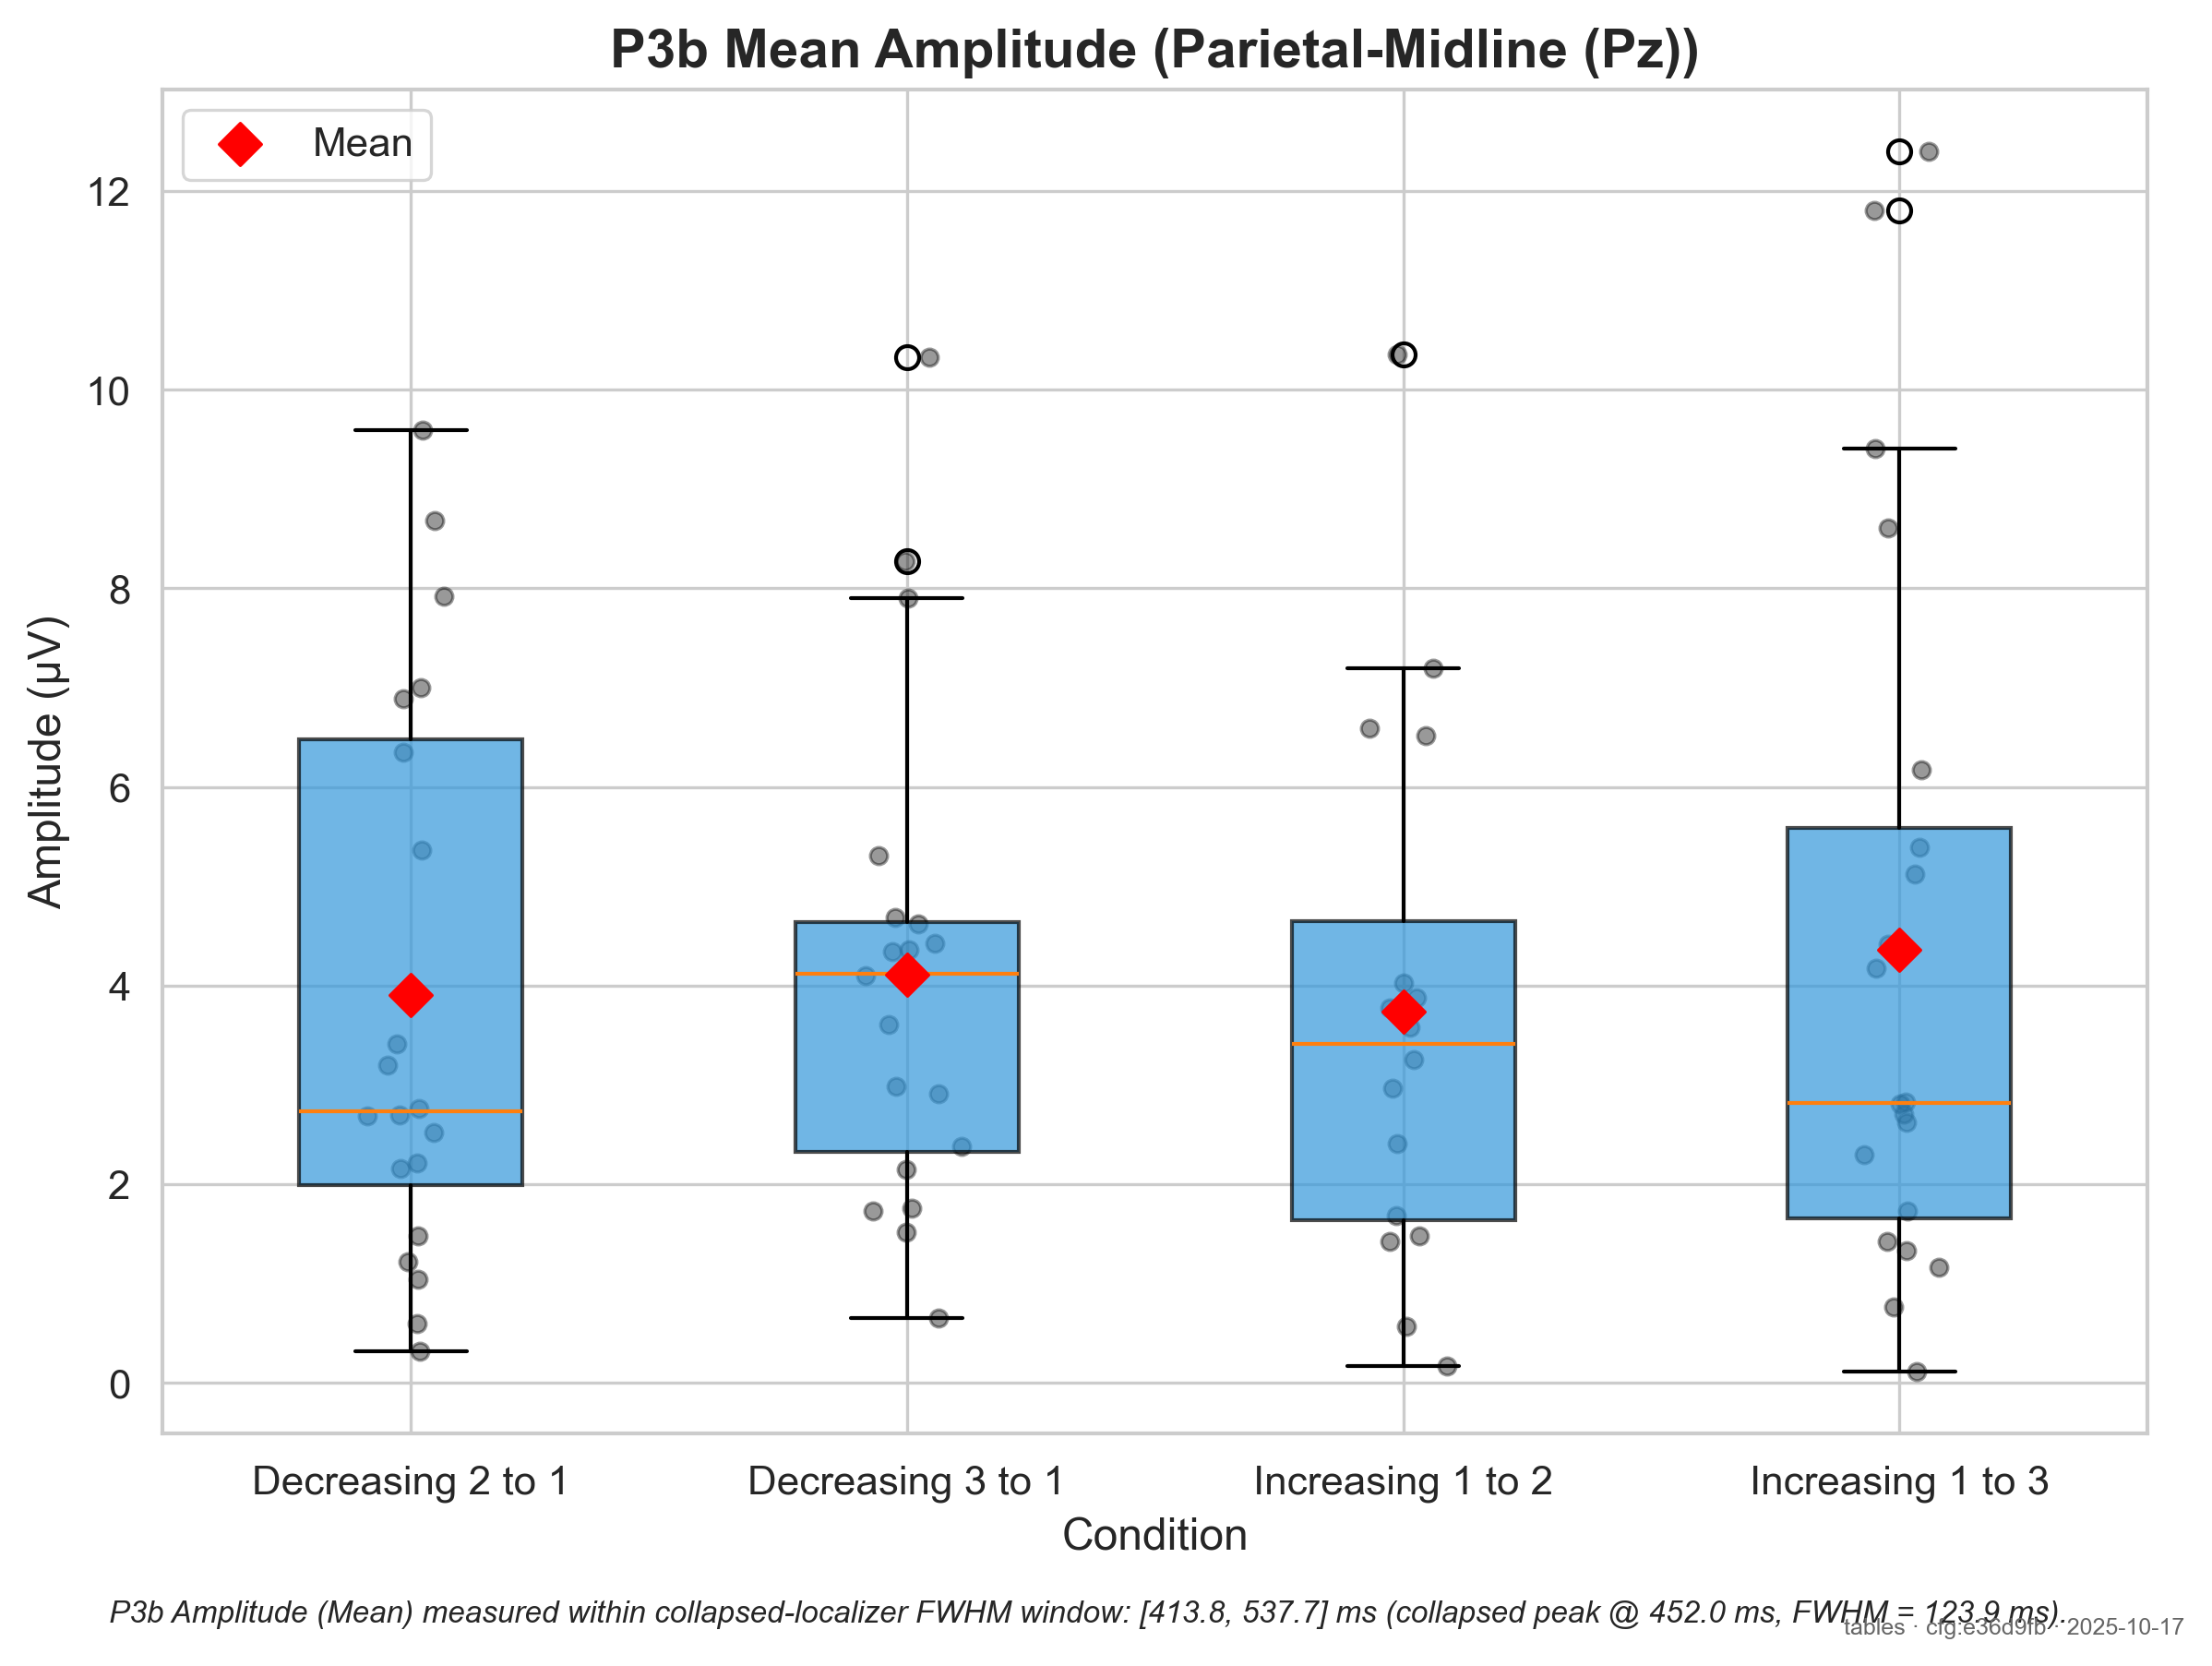 P3b Mean Amplitude (Parietal-Midline (Pz))
Mean
12
10
8
6
4
2
0
Amplitude (µV)
Decreasing 2 to 1
Decreasing 3 to 1
Increasing 1 to 2
Increasing 1 to 3
Condition
P3b Amplitude (Mean) measured within collapsed-localizer FWHM window: [413.8, 537.7] ms (collapsed peak @ 452.0 ms, FWHM = 123.9 ms).
tables · cfg:e36d9fb · 2025-10-17